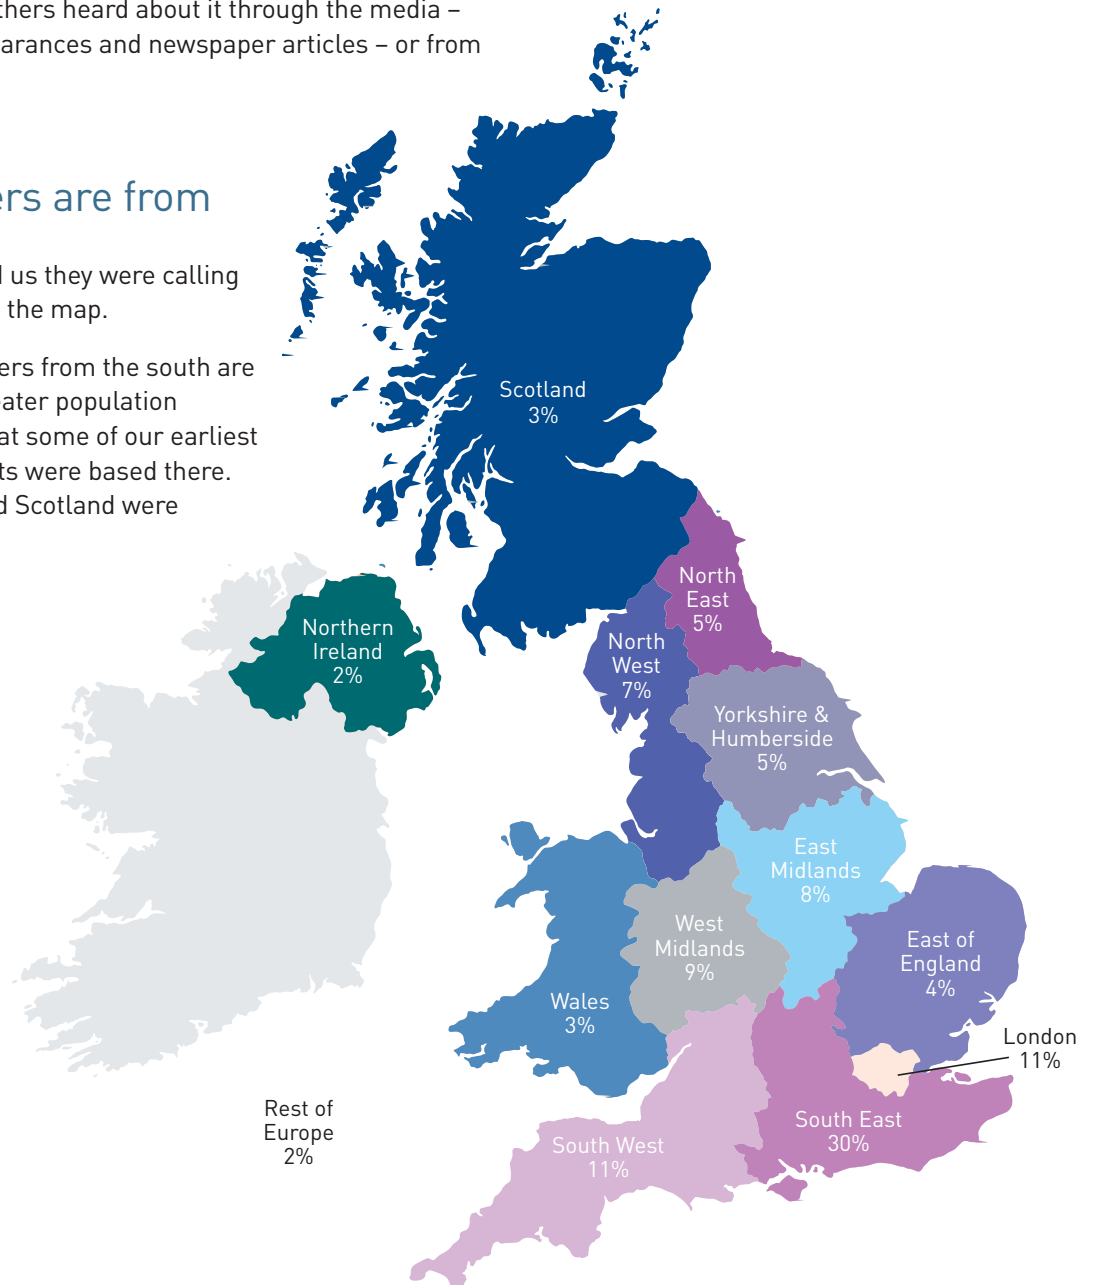 thers heard about it through the media –
arances and newspaper articles – or from
ers are from
d us they were calling
the map.
ers from the south are
eater population
at some of our earliest
ts were based there.
d Scotland were
Scotland
3%
North
East
5%
Northern
Ireland
2%
North
West
7%
Yorkshire &
Humberside
5%
East
Midlands
8%
West
Midlands
9%
East of
England
4%
Wales
3%
London
11%
Rest of
Europe
2%
South East
30%
South West
11%